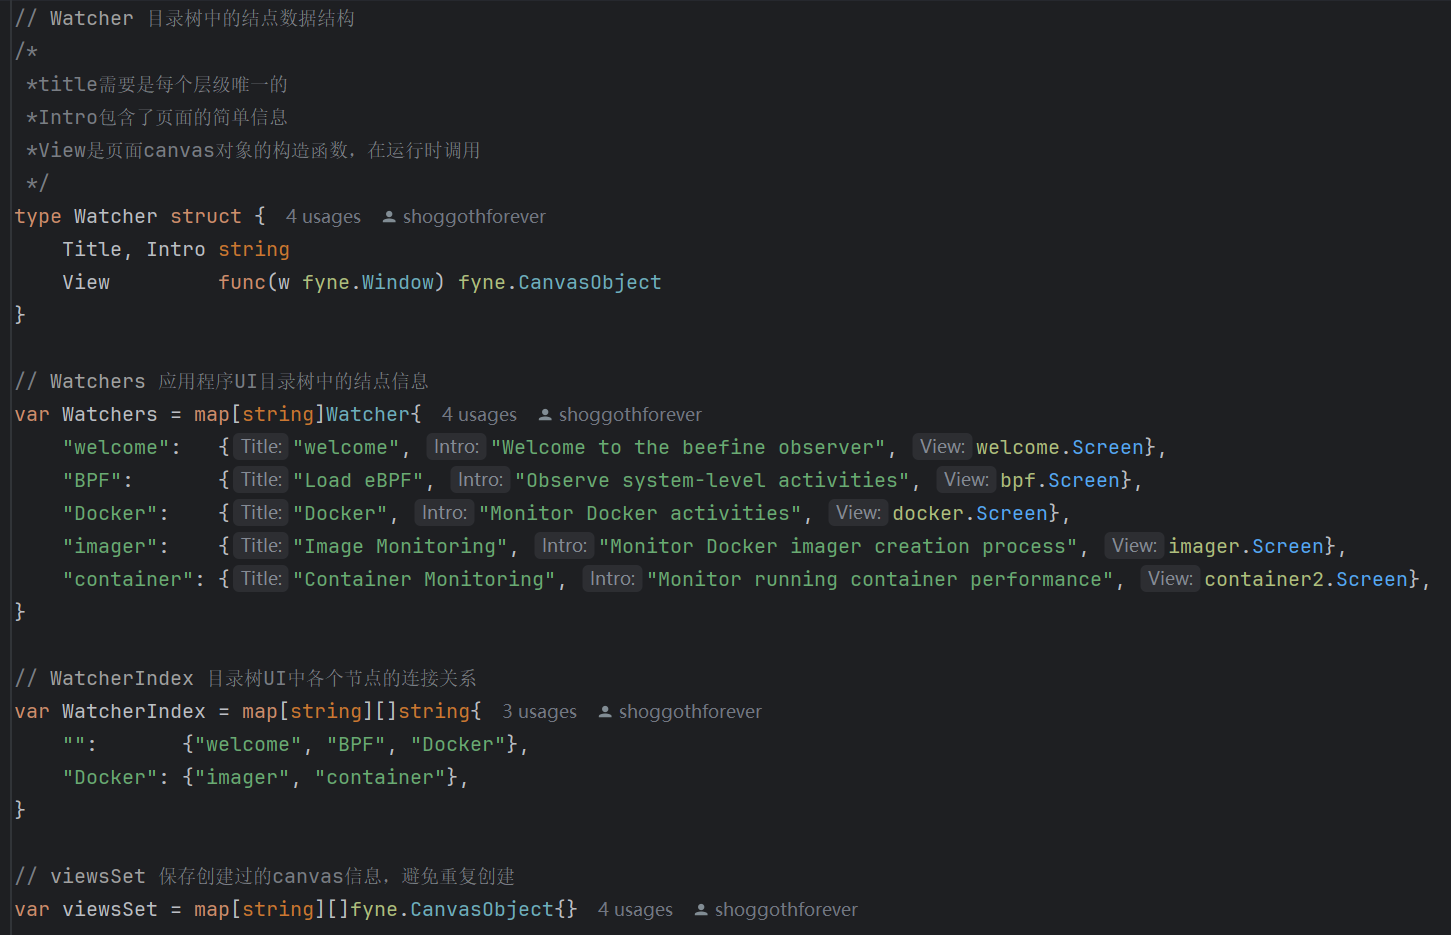 // Watcher 目录树中的结点数据结构
/*
*title需要是每个层级唯一的
*Intro包含了页面的简单信息
*View是页面canvas对象的构造函数，在运行时调用
*/
type Watcher struct { 4 usages shoggothforever
Title, Intro string
View func(w fyne.Window) fyne.CanvasObject
}
// Watchers 应用程序UI目录树中的结点信息
var Watchers = map[string]Watcher{ 4 usages shoggothforever
"welcome": { Title: "welcome", Intro: "Welcome to the beefine observer", View: welcome.Screen},
"BPF": { Title: "Load eBPF", Intro: "Observe system-level activities", View: bpf.Screen},
"Docker": { Title: "Docker", Intro: "Monitor Docker activities", View: docker.Screen},
"imager": { Title: "Image Monitoring", Intro: "Monitor Docker imager creation process", View: imager.Screen},
"container": { Title: "Container Monitoring", Intro: "Monitor running container performance", View: container2.Screen},
}
// WatcherIndex 目录树UI中各个节点的连接关系
var WatcherIndex = map[string][]string{ 3 usages shoggothforever
"": {"welcome", "BPF", "Docker"},
"Docker": {"imager", "container"},
}
// viewsSet 保存创建过的canvas信息，避免重复创建
var viewsSet = map[string][]fyne.CanvasObject{} 4 usages shoggothforever